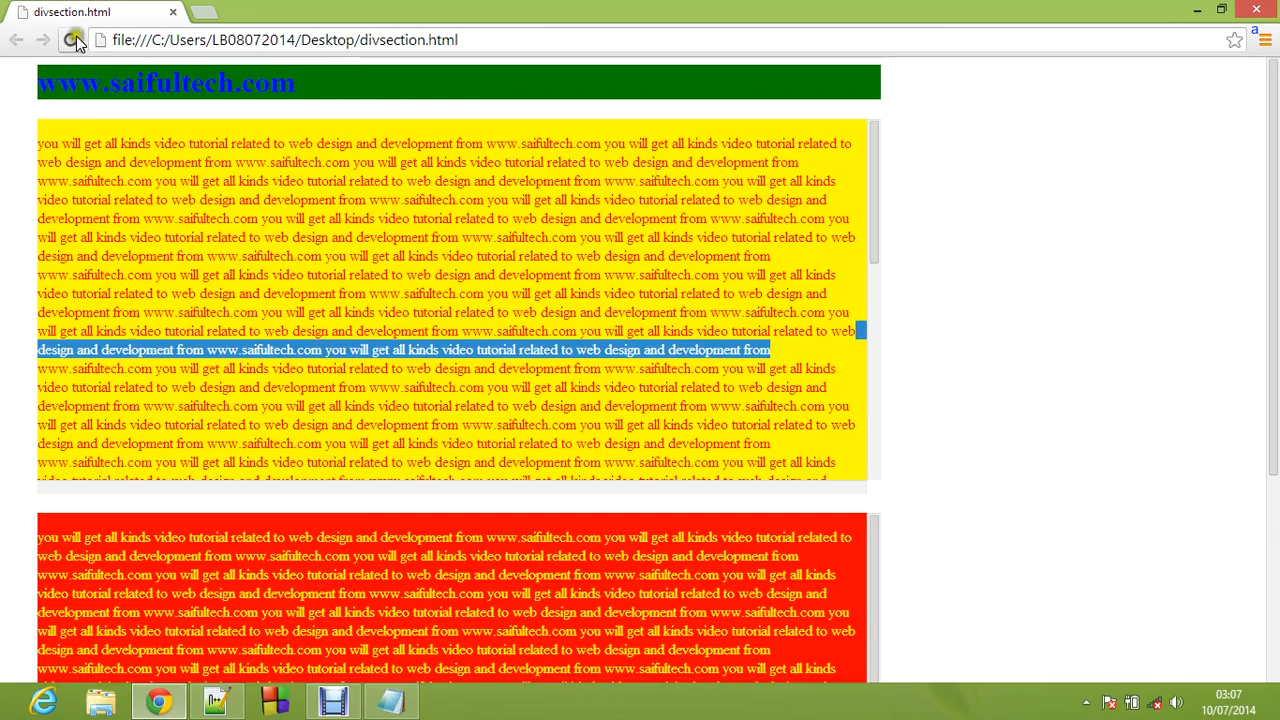 divsection.html
file:///C:/Users/LB08072014/Desktop/divsection.html
a
www.saifultech.com
you will get all kinds video tutorial related to web design and development from www.saifultech.com you will get all kinds video tutorial related to
web design and development from www.saifultech.com you will get all kinds video tutorial related to web design and development from
www.saifultech.com you will get all kinds video tutorial related to web design and development from www.saifultech.com you will get all kinds
video tutorial related to web design and development from www.saifultech.com you will get all kinds video tutorial related to web design and
development from www.saifultech.com you will get all kinds video tutorial related to web design and development from www.saifultech.com you
will get all kinds video tutorial related to web design and development from www.saifultech.com you will get all kinds video tutorial related to web
design and development from www.saifultech.com you will get all kinds video tutorial related to web design and development from
www.saifultech.com you will get all kinds video tutorial related to web design and development from www.saifultech.com you will get all kinds
video tutorial related to web design and development from www.saifultech.com you will get all kinds video tutorial related to web design and
development from www.saifultech.com you will get all kinds video tutorial related to web design and development from www.saifultech.com you
will get all kinds video tutorial related to web design and development from www.saifultech.com you will get all kinds video tutorial related to web
design and development from www.saifultech.com you will get all kinds video tutorial related to web design and development from
www.saifultech.com you will get all kinds video tutorial related to web design and development from www.saifultech.com you will get all kinds
video tutorial related to web design and development from www.saifultech.com you will get all kinds video tutorial related to web design and
development from www.saifultech.com you will get all kinds video tutorial related to web design and development from www.saifultech.com you
will get all kinds video tutorial related to web design and development from www.saifultech.com you will get all kinds video tutorial related to web
design and development from www.saifultech.com you will get all kinds video tutorial related to web design and development from
www.saifultech.com you will get all kinds video tutorial related to web design and development from www.saifultech.com you will get all kinds
you will get all kinds video tutorial related to web design and development from www.saifultech.com you will get all kinds video tutorial related to
web design and development from www.saifultech.com you will get all kinds video tutorial related to web design and development from
www.saifultech.com you will get all kinds video tutorial related to web design and development from www.saifultech.com you will get all kinds
video tutorial related to web design and development from www.saifultech.com you will get all kinds video tutorial related to web design and
development from www.saifultech.com you will get all kinds video tutorial related to web design and development from www.saifultech.com you
will get all kinds video tutorial related to web design and development from www.saifultech.com you will get all kinds video tutorial related to web
design and development from www.saifultech.com you will get all kinds video tutorial related to web design and development from
www.saifultech.com you will get all kinds video tutorial related to web design and development from www.saifultech.com you will get all kinds
03:07
10/07/2014